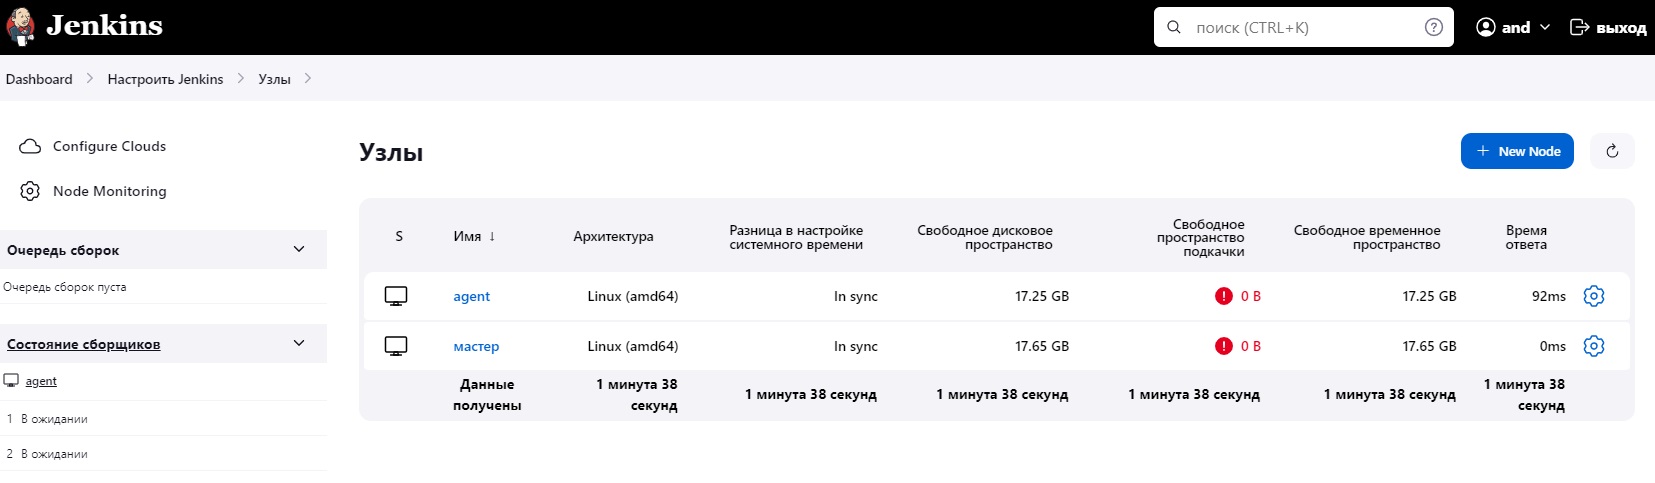 Jenkins
поиск (CTRL+K)
and
выход
Dashboard
Настроить Jenkins
Узлы
Configure Clouds
Node Monitoring
Очередь сборок
Очередь сборок пуста
Состояние сборщиков
agent
1 В ожидании
2 В ожидании
Узлы
New Node
S
Имя ↓
Архитектура
Разница в настройке
системного времени
Свободное дисковое
пространство
Свободное
пространство
подкачки
Свободное временное
пространство
Время
ответа
agent Linux (amd64) In sync 17.25 GB 0 B 17.25 GB 92ms
мастер Linux (amd64) In sync 17.65 GB 0 B 17.65 GB 0ms
Данные
получены
1 минута 38
секунд
1 минута 38 секунд
1 минута 38 секунд
1 минута 38 секунд
1 минута 38 секунд
1 минута 38
секунд